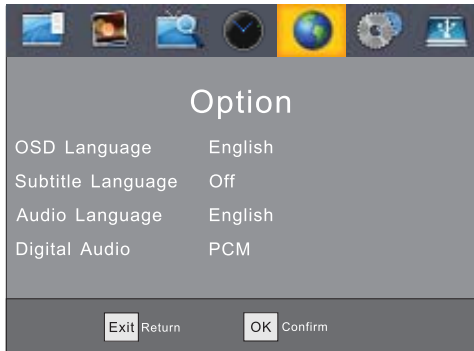 Option
OSD Language English
Subtitle Language Off
Audio Language English
Digital Audio PCM
Exit Return OK Confirm